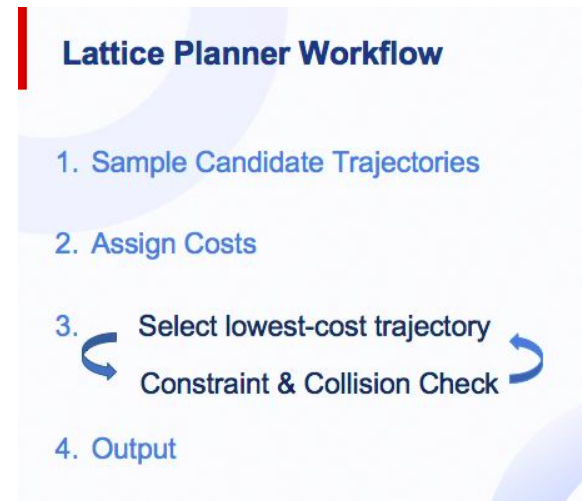 Lattice Planner Workflow
1. Sample Candidate Trajectories
2. Assign Costs
3. Select lowest-cost trajectory
Constraint & Collision Check
4. Output